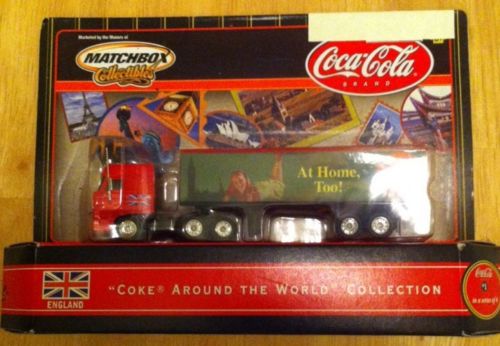 Marketed by the Makers of
MATCHBOX
Collectibles
Coca-Cola
BRAND
At Home,
Too!
ENGLAND
"COKE® AROUND THE WORLD" COLLECTION
Coca-Cola
#1